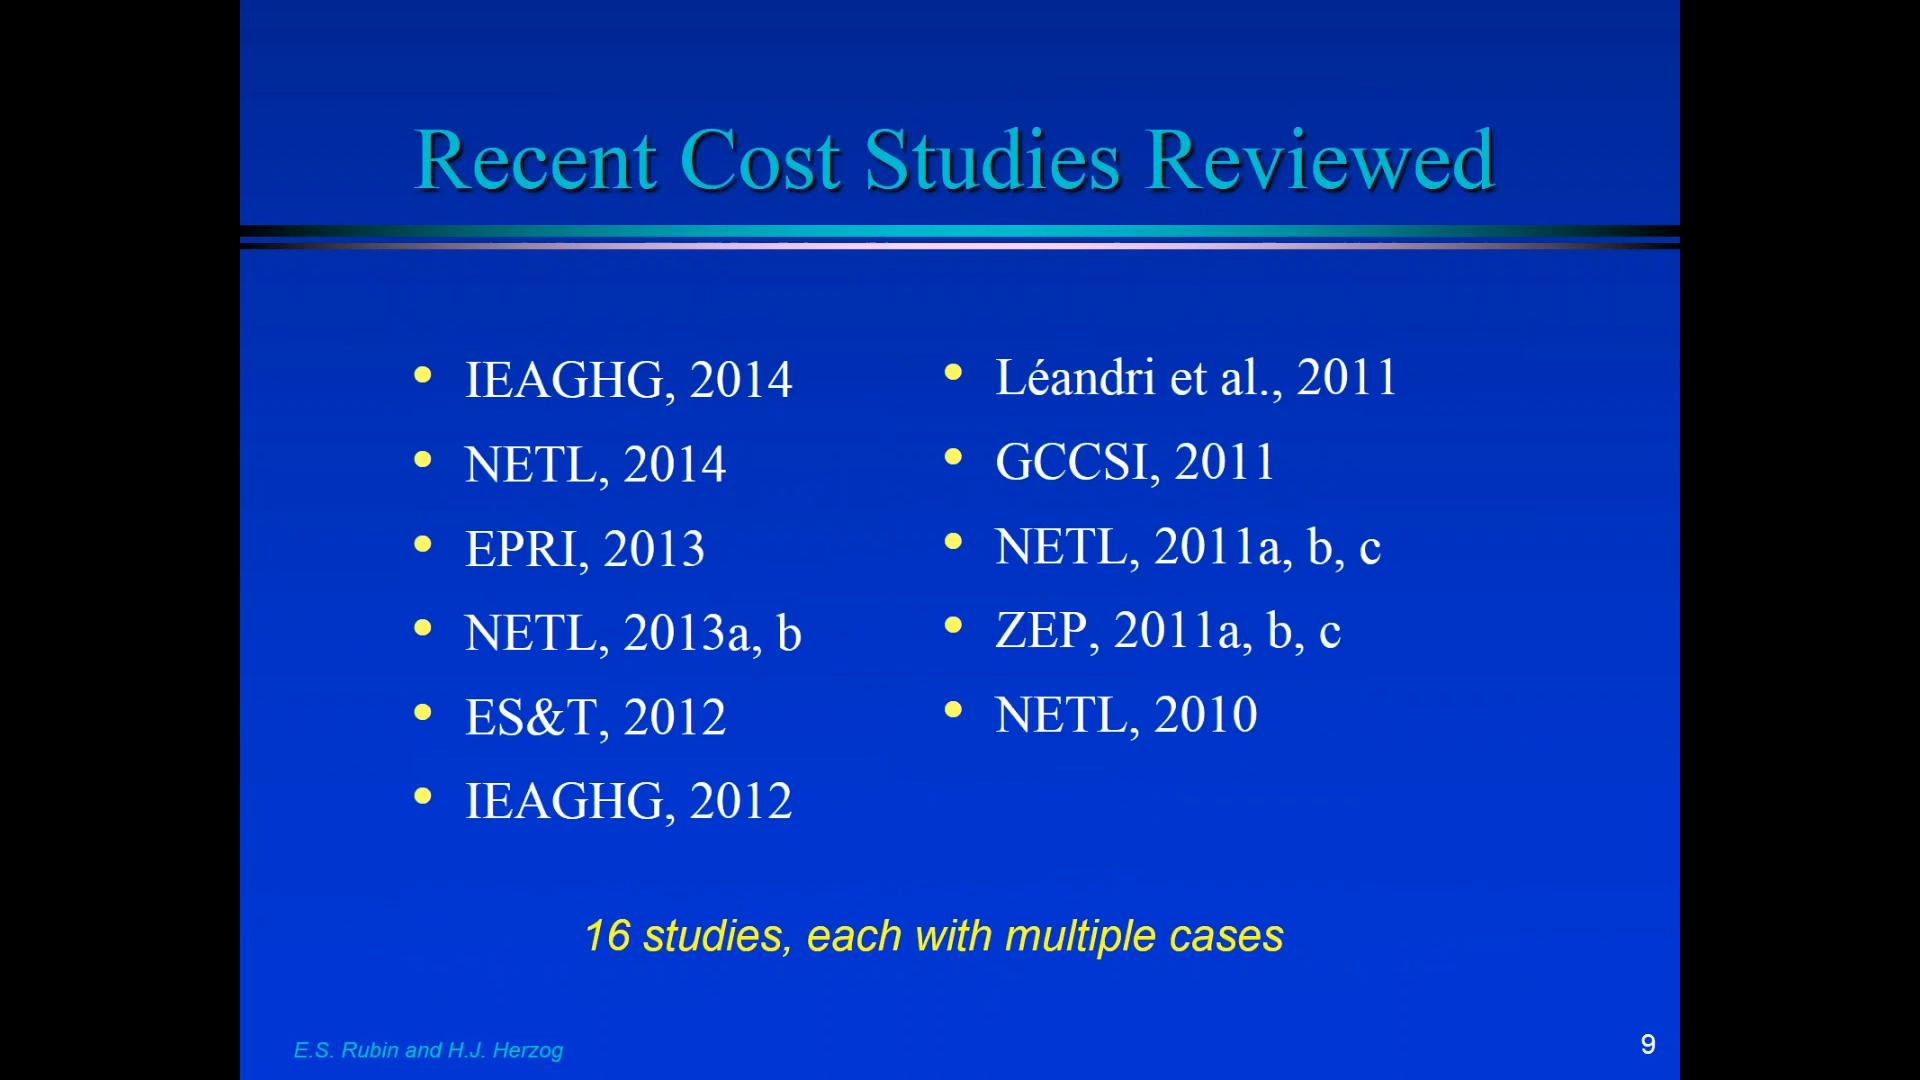 Recent Cost Studies Reviewed
• IEAGHG, 2014
• NETL, 2014
• EPRI, 2013
• NETL, 2013a, b
• ES&T, 2012
• IEAGHG, 2012
• Léandri et al., 2011
• GCCSI, 2011
• NETL, 2011a, b, c
• ZEP, 2011a, b, c
• NETL, 2010
16 studies, each with multiple cases
E.S. Rubin and H.J. Herzog
9